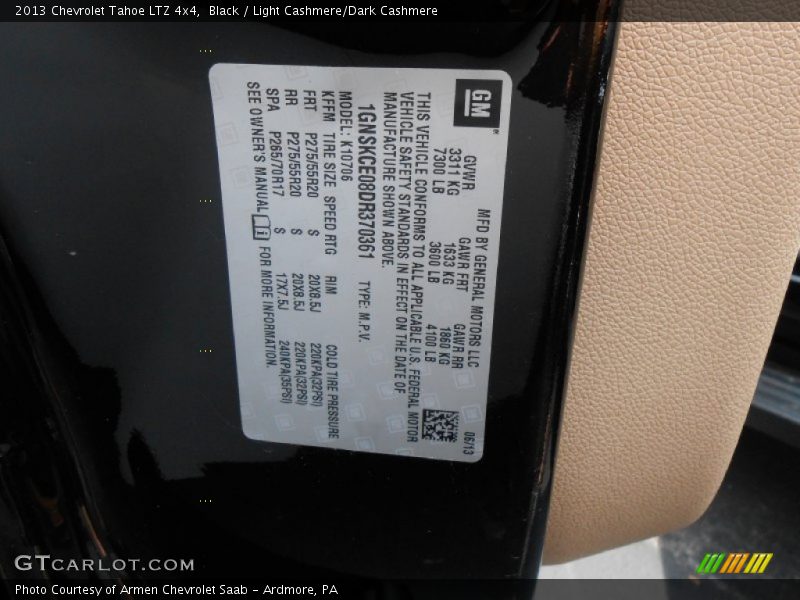 2013 Chevrolet Tahoe LTZ 4x4, Black / Light Cashmere/Dark Cashmere
GM
MFD BY GENERAL MOTORS LLC 06/13
GVWR GAWR FRT GAWR RR
3311 KG 1633 KG 1860 KG
7300 LB 3600 LB 4100 LB
THIS VEHICLE CONFORMS TO ALL APPLICABLE U.S. FEDERAL MOTOR
VEHICLE SAFETY STANDARDS IN EFFECT ON THE DATE OF
MANUFACTURE SHOWN ABOVE.
1GNSKCE08DR370361 TYPE: M.P.V.
MODEL: K10706
KFFM TIRE SIZE SPEED RTG RIM COLD TIRE PRESSURE
FRT P275/55R20 S 20X8.5J 220KPA(32PSI)
RR P275/55R20 S 20X8.5J 220KPA(32PSI)
SPA P265/70R17 S 17X7.5J 240KPA(35PSI)
SEE OWNER'S MANUAL i FOR MORE INFORMATION.
GTCARLOT.COM
Photo Courtesy of Armen Chevrolet Saab - Ardmore, PA